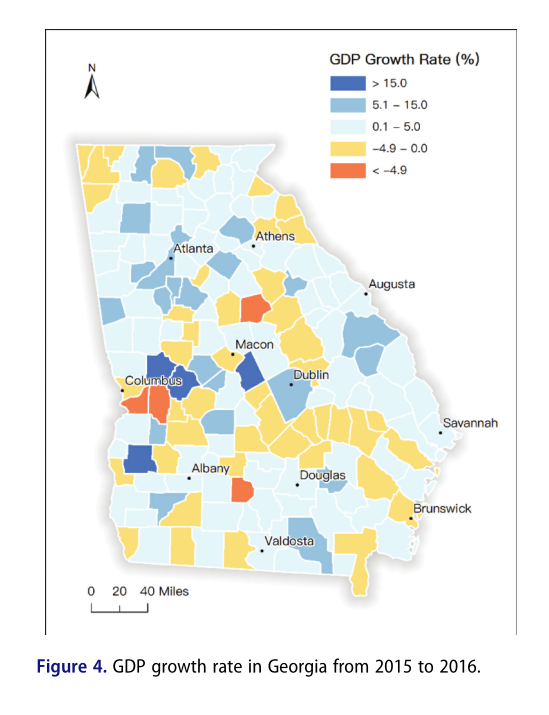 GDP Growth Rate (%)
N
> 15.0
5.1 – 15.0
0.1 – 5.0
–4.9 – 0.0
< –4.9
Athens
Atlanta
Augusta
Macon
Columbus
Dublin
Savannah
Albany
Douglas
Brunswick
Valdosta
0 20 40 Miles
Figure 4. GDP growth rate in Georgia from 2015 to 2016.